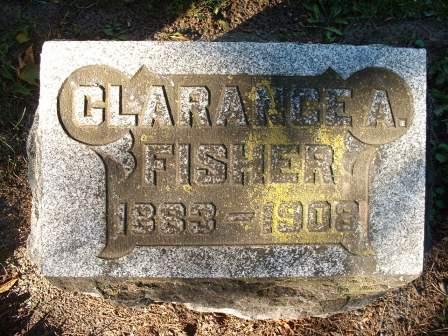 CLARANCE A.
FISHER
1883 - 1908